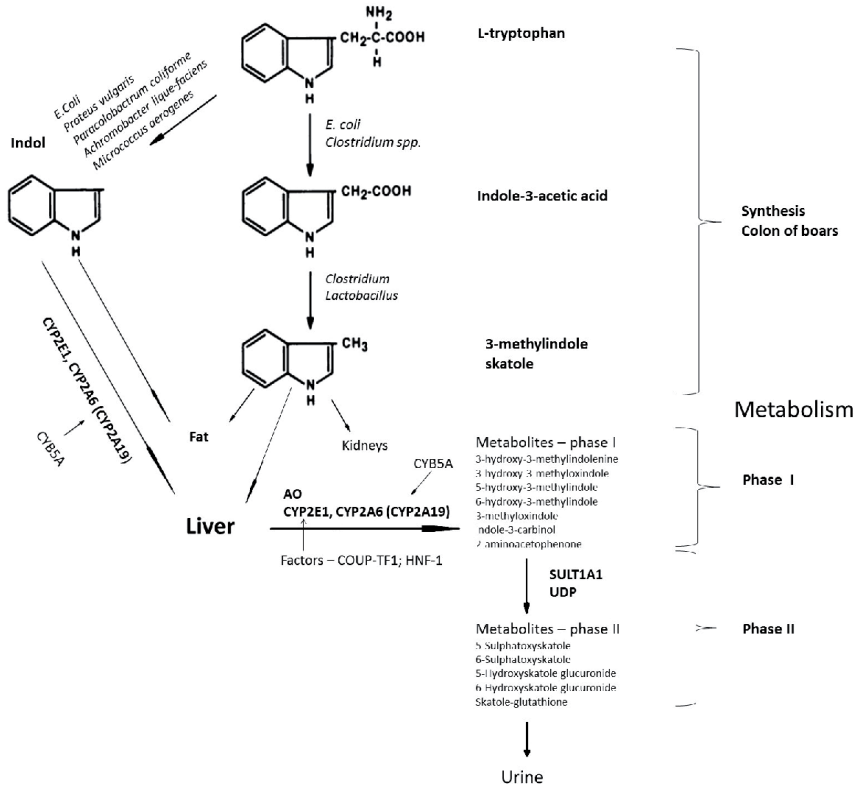 NH2
CH2-C-COOH
H
N
H
L-tryptophan
E.Coli
Proteus vulgaris
Paracolobactrum coliforme
Achromobacter lique-faciens
Micrococcus aerogenes
E. coli
Clostridium spp.
Indol
N
H
CH2-COOH
N
H
Indole-3-acetic acid
Synthesis
Colon of boars
Clostridium
Lactobacillus
CH3
N
H
3-methylindole
skatole
CYP2E1, CYP2A6 (CYP2A19)
CYB5A
Fat
Kidneys
Metabolism
Metabolites – phase I
3-hydroxy-3-methylindolenine
3 hydroxy 3 methyloxindole
5-hydroxy-3-methylindole
6-hydroxy-3-methylindole
3-methyloxindole
ndole-3-carbinol
2 aminoacetophenone
Phase I
CYB5A
AO
CYP2E1, CYP2A6 (CYP2A19)
Liver
Factors – COUP-TF1; HNF-1
SULT1A1
UDP
Metabolites – phase II
5 Sulphatoxyskatole
6-Sulphatoxyskatole
5-Hydroxyskatole glucuronide
6 Hydroxyskatole glucuronide
Skatole-glutathione
Phase II
Urine